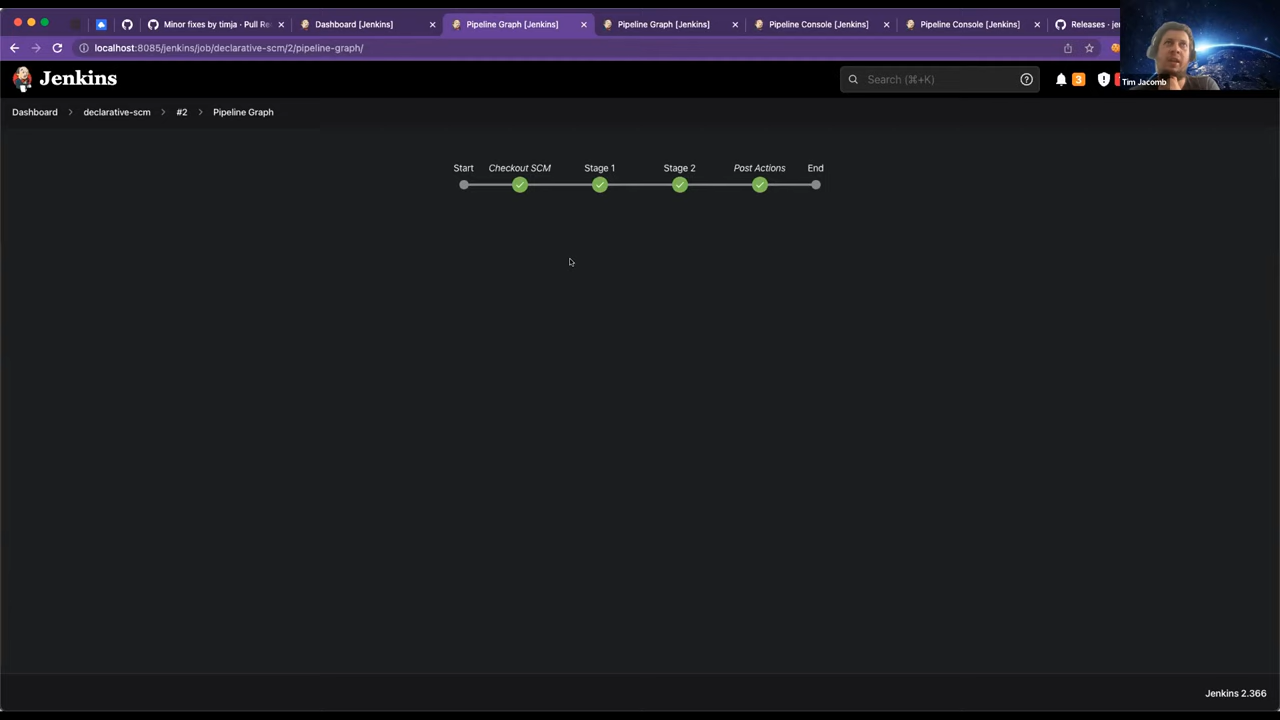 Minor fixes by timja · Pull Re
Dashboard [Jenkins]
Pipeline Graph [Jenkins]
Pipeline Graph [Jenkins]
Pipeline Console [Jenkins]
Pipeline Console [Jenkins]
Releases · jen
localhost:8085/jenkins/job/declarative-scm/2/pipeline-graph/
Jenkins
Search (⌘+K)
3
Tim Jacomb
Dashboard
declarative-scm
#2
Pipeline Graph
Start
Checkout SCM
Stage 1
Stage 2
Post Actions
End
Jenkins 2.366